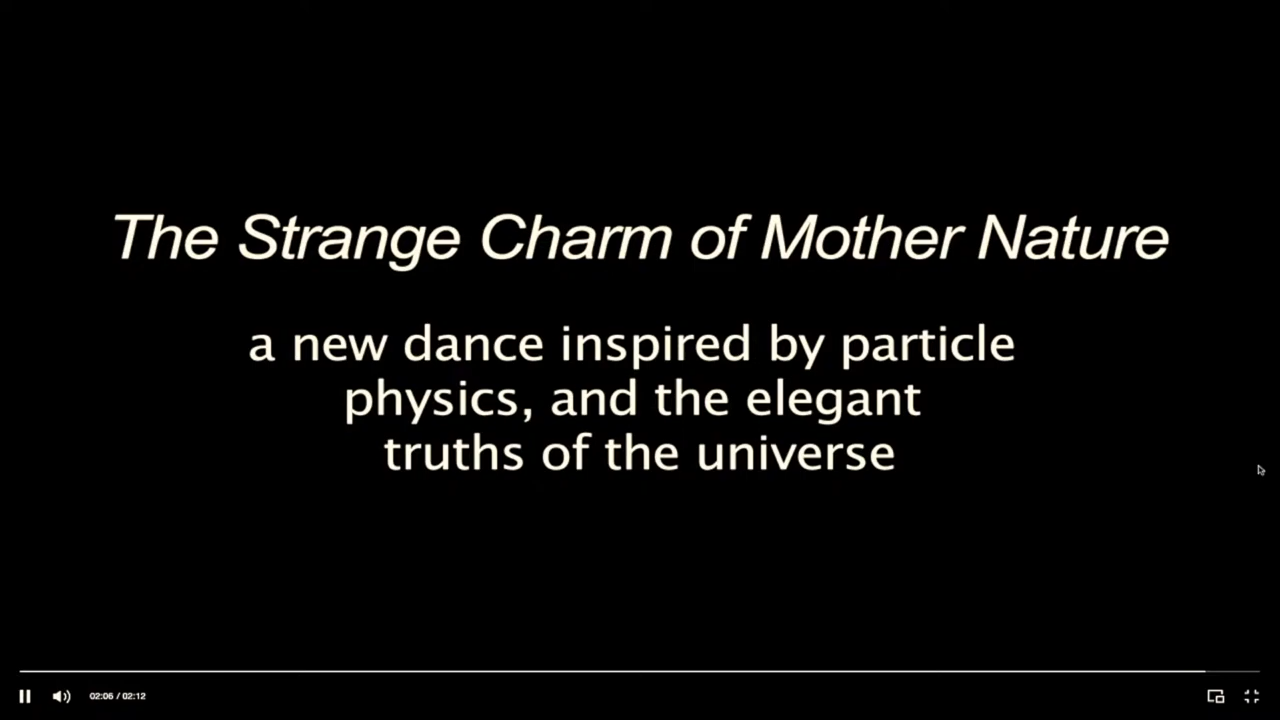 The Strange Charm of Mother Nature
a new dance inspired by particle
physics, and the elegant
truths of the universe
02:06 / 02:12